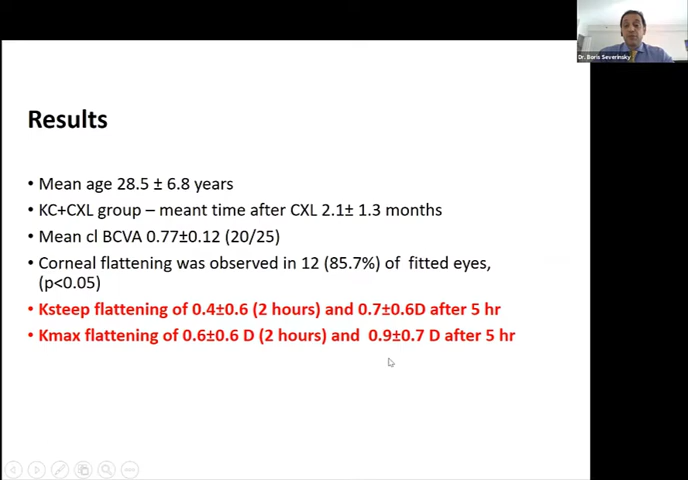 Dr. Boris Severinsky
Results
• Mean age 28.5 ± 6.8 years
• KC+CXL group – meant time after CXL 2.1± 1.3 months
• Mean cl BCVA 0.77±0.12 (20/25)
• Corneal flattening was observed in 12 (85.7%) of fitted eyes,
(p<0.05)
• Ksteep flattening of 0.4±0.6 (2 hours) and 0.7±0.6D after 5 hr
• Kmax flattening of 0.6±0.6 D (2 hours) and 0.9±0.7 D after 5 hr